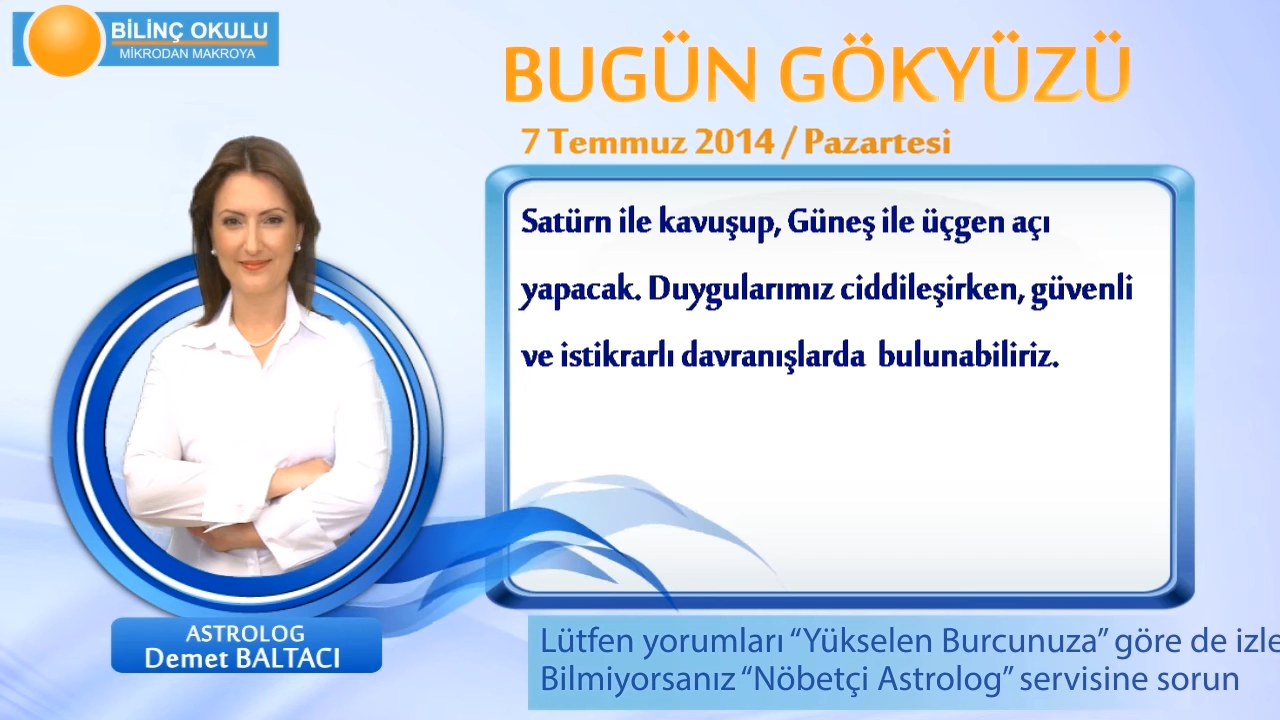 BİLİNÇ OKULU
MİKRODAN MAKROYA
BUGÜN GÖKYÜZÜ
7 Temmuz 2014 / Pazartesi
Satürn ile kavuşup, Güneş ile üçgen açı
yapacak. Duygularımız ciddileşirken, güvenli
ve istikrarlı davranışlarda bulunabiliriz.
ASTROLOG
Demet BALTACI
Lütfen yorumları “Yükselen Burcunuza” göre de izle
Bilmiyorsanız “Nöbetçi Astrolog” servisine sorun